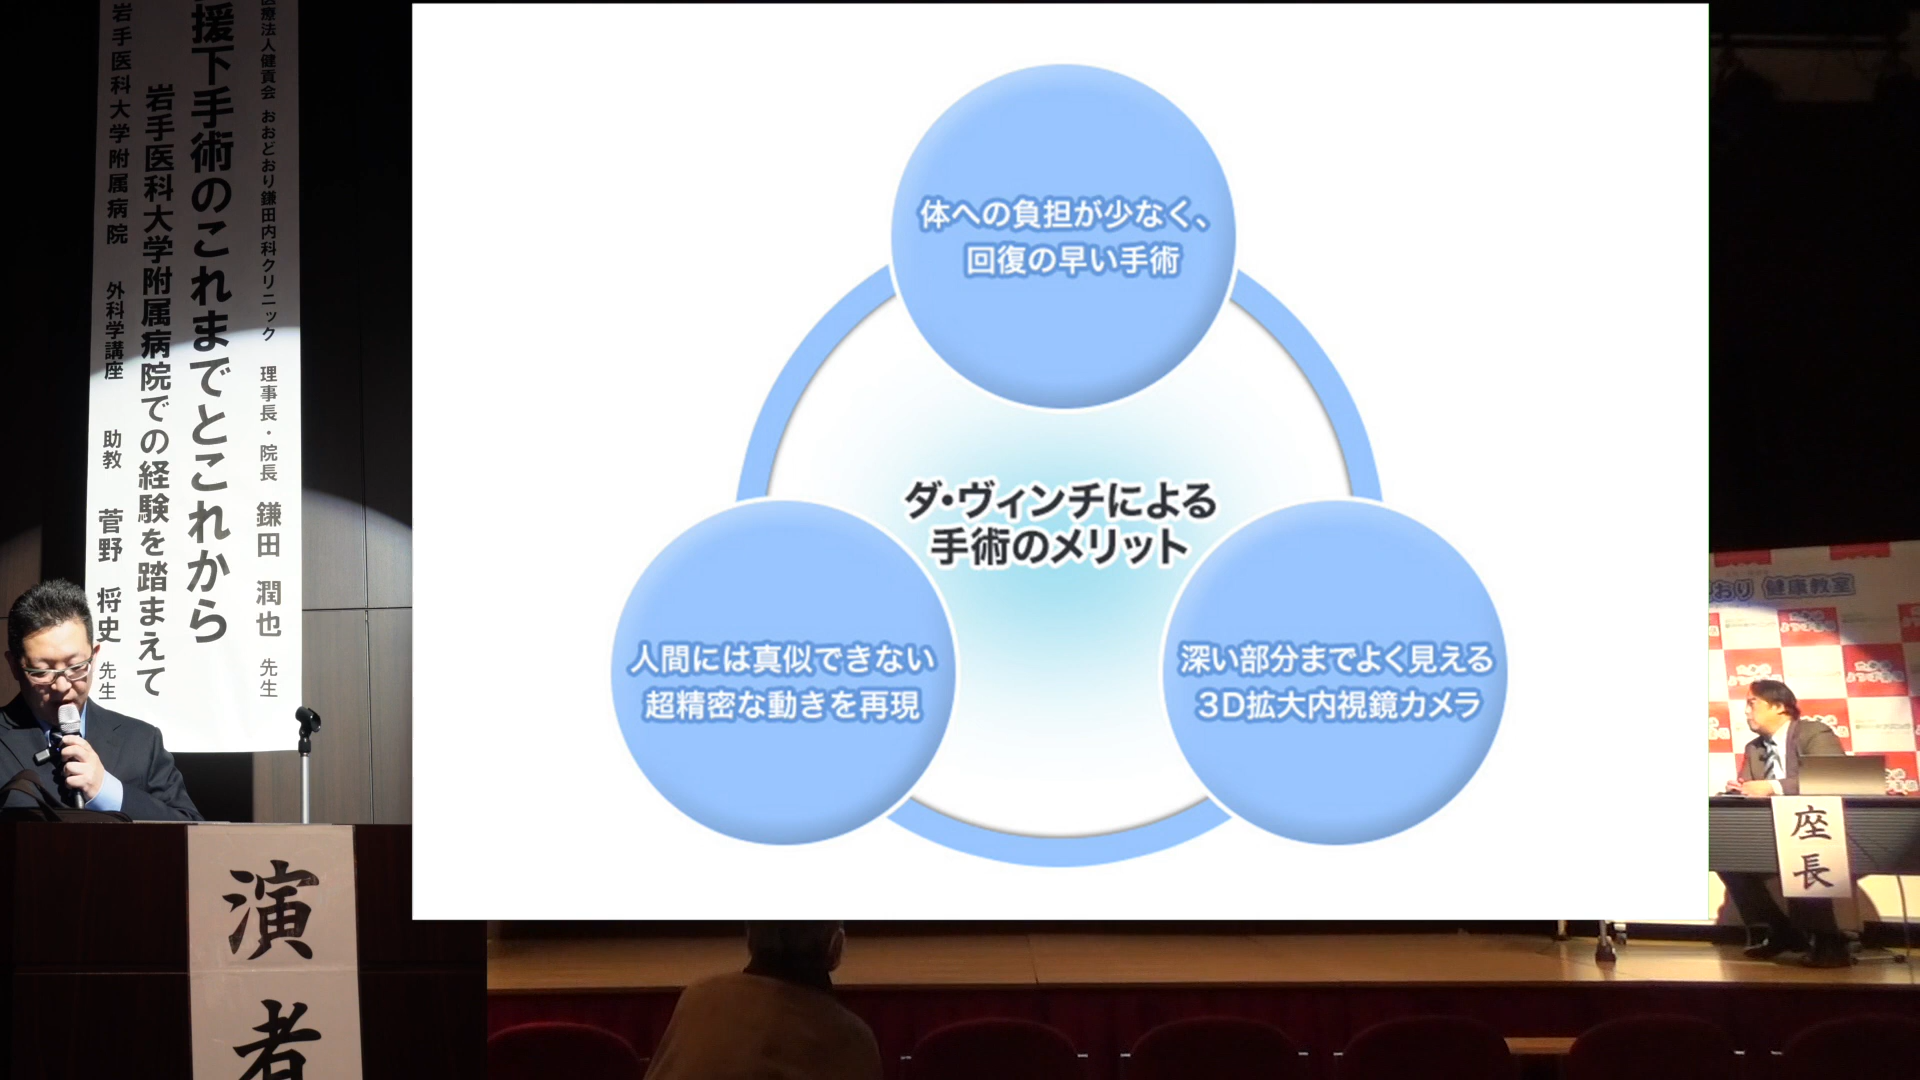 医療法人健貢会 おおどおり鎌田内科クリニック 理事長・院長 鎌田 潤也 先生
援下手術のこれまでとこれから
岩手医科大学附属病院での経験を踏まえて
岩手医科大学附属病院 外科学講座 助教 菅野 将史 先生
演者
体への負担が少なく、
回復の早い手術
ダ・ヴィンチによる
手術のメリット
人間には真似できない
超精密な動きを再現
深い部分までよく見える
3D拡大内視鏡カメラ
おり 健康教室
座長